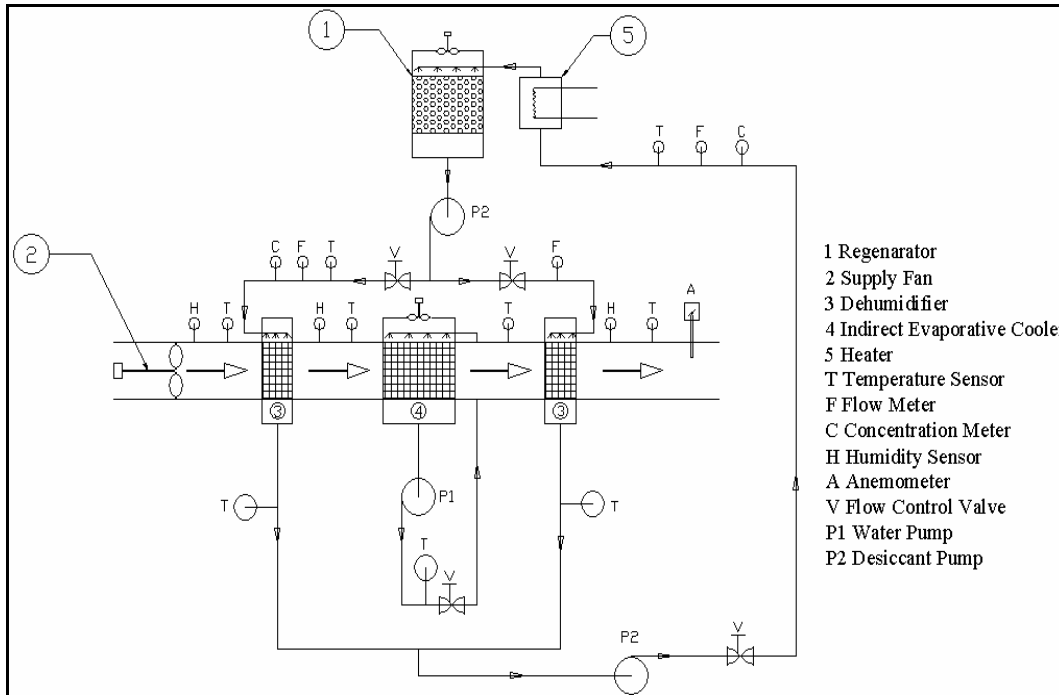 1
5
T F C
P2
2
C F T V V F
H T H T T H T A
3 4 3
P1
T T
T
V
P2
V
1 Regenarator
2 Supply Fan
3 Dehumidifier
4 Indirect Evaporative Coole
5 Heater
T Temperature Sensor
F Flow Meter
C Concentration Meter
H Humidity Sensor
A Anemometer
V Flow Control Valve
P1 Water Pump
P2 Desiccant Pump